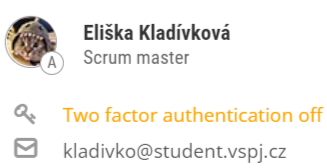 Eliška Kladívková
A
Scrum master
Two factor authentication off
kladivko@student.vspj.cz